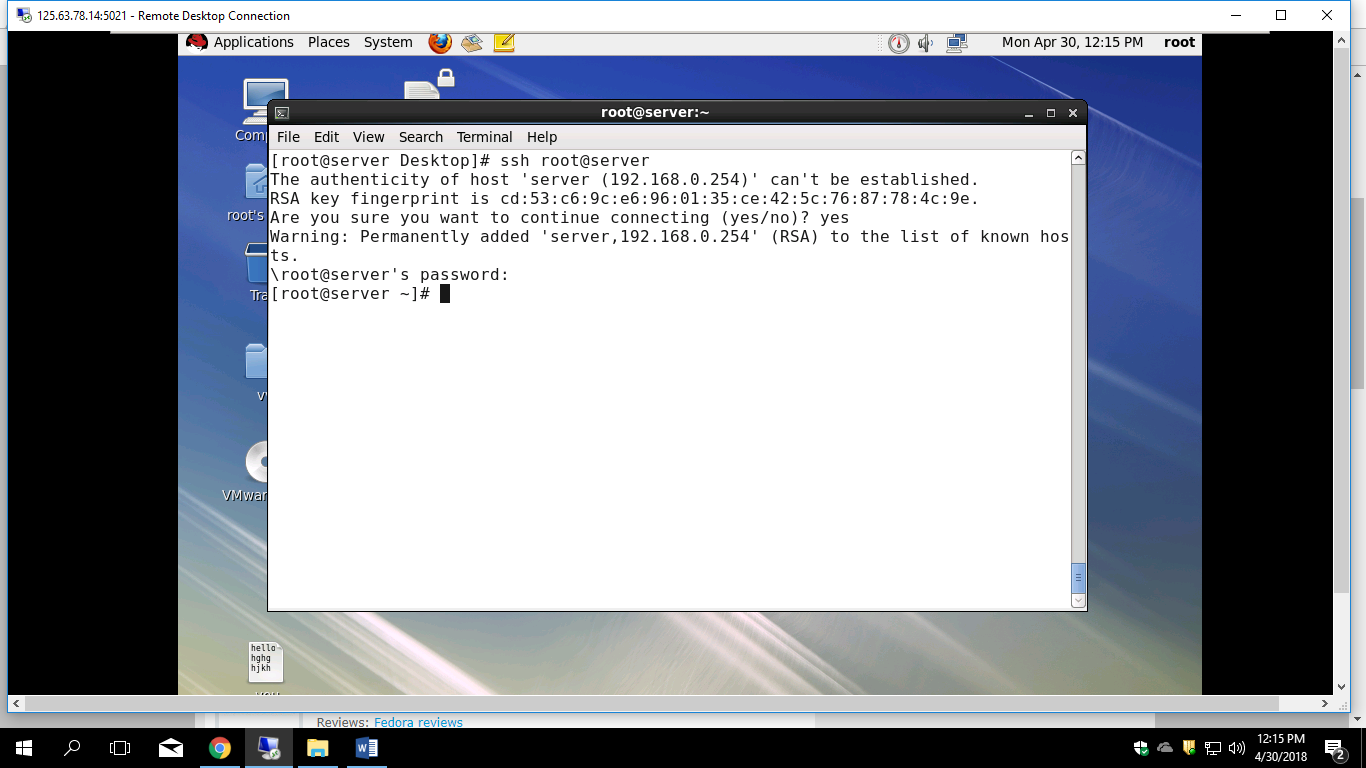 125.63.78.14:5021 - Remote Desktop Connection
Applications Places System Mon Apr 30, 12:15 PM root
root@server:~
File Edit View Search Terminal Help
[root@server Desktop]# ssh root@server
The authenticity of host 'server (192.168.0.254)' can't be established.
RSA key fingerprint is cd:53:c6:9c:e6:96:01:35:ce:42:5c:76:87:78:4c:9e.
Are you sure you want to continue connecting (yes/no)? yes
Warning: Permanently added 'server,192.168.0.254' (RSA) to the list of known hos
ts.
\root@server's password:
[root@server ~]#
Comp
root's
Tra
v
VMwar
hello
hghg
hjkh
Reviews: Fedora reviews
12:15 PM
4/30/2018
2